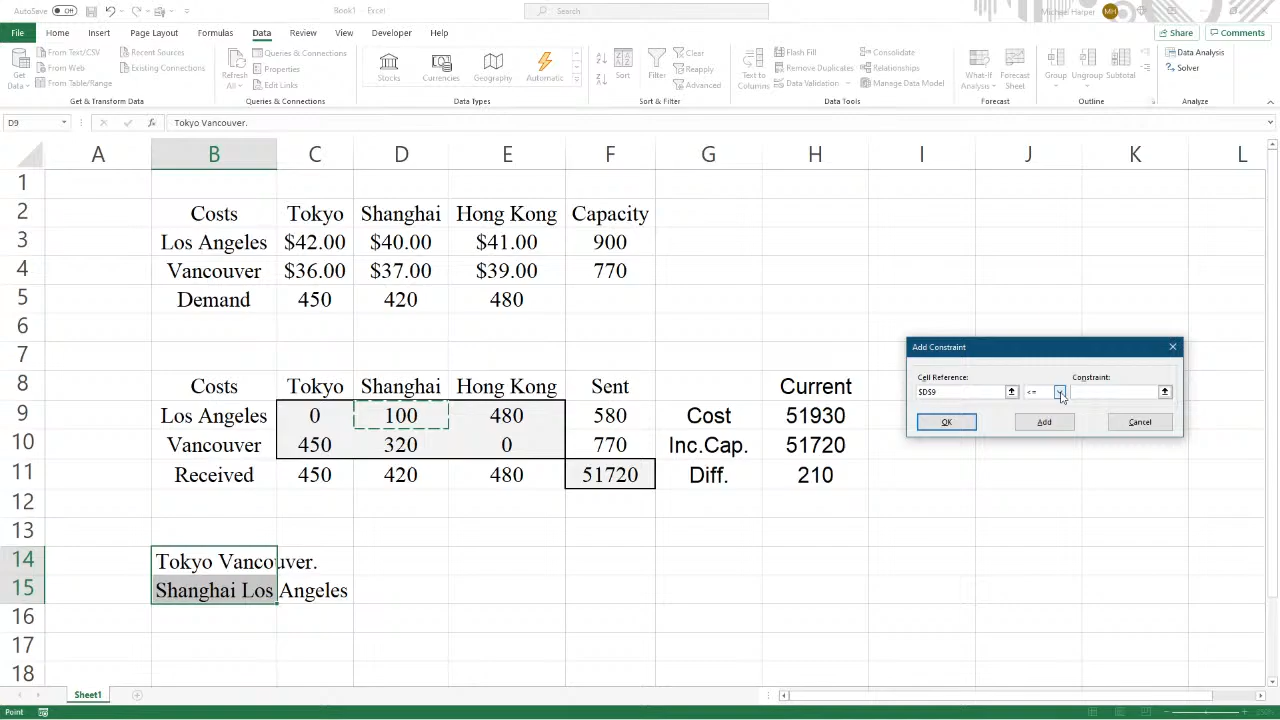 AutoSave Off Book1 Excel Search Michael Harper MH
File Home Insert Page Layout Formulas Data Review View Developer Help Share Comments
From Text/CSV Recent Sources Queries & Connections Clear Flash Fill Consolidate Data Analysis
From Web Existing Connections Properties Reapply Remove Duplicates Relationships Solver
From Table/Range Edit Links Advanced Data Validation Manage Data Model
Get Data Refresh All Stocks Currencies Geography Automatic Sort Filter Text to Columns What-If Analysis Forecast Sheet Group Ungroup Subtotal
Get & Transform Data Queries & Connections Data Types Sort & Filter Data Tools Forecast Outline Analyze
D9 fx Tokyo Vancouver.
A B C D E F G H I J K L
1
2 Costs Tokyo Shanghai Hong Kong Capacity
3 Los Angeles $42.00 $40.00 $41.00 900
4 Vancouver $36.00 $37.00 $39.00 770
5 Demand 450 420 480
6
7
8 Costs Tokyo Shanghai Hong Kong Sent Current
9 Los Angeles 0 100 480 580 Cost 51930
10 Vancouver 450 320 0 770 Inc.Cap. 51720
11 Received 450 420 480 51720 Diff. 210
12
13
14 Tokyo Vancouver.
15 Shanghai Los Angeles
16
17
18
Add Constraint
Cell Reference: Constraint:
$D$9 <=
OK Add Cancel
Sheet1
Point